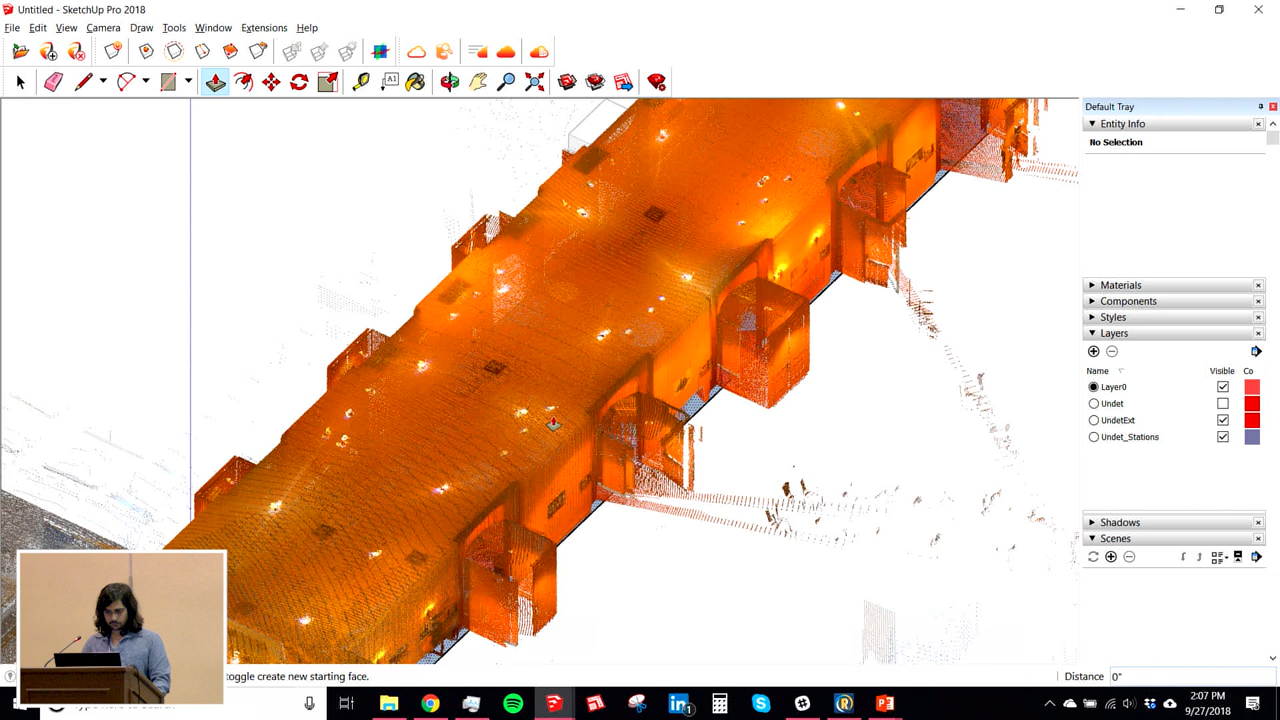 Untitled - SketchUp Pro 2018
File Edit View Camera Draw Tools Window Extensions Help
A1
Default Tray
Entity Info
No Selection
Materials
Components
Styles
Layers
Name Visible Co
Layer0
Undet
UndetExt
Undet_Stations
Shadows
Scenes
toggle create new starting face.
Distance 0"
1
2:07 PM
9/27/2018